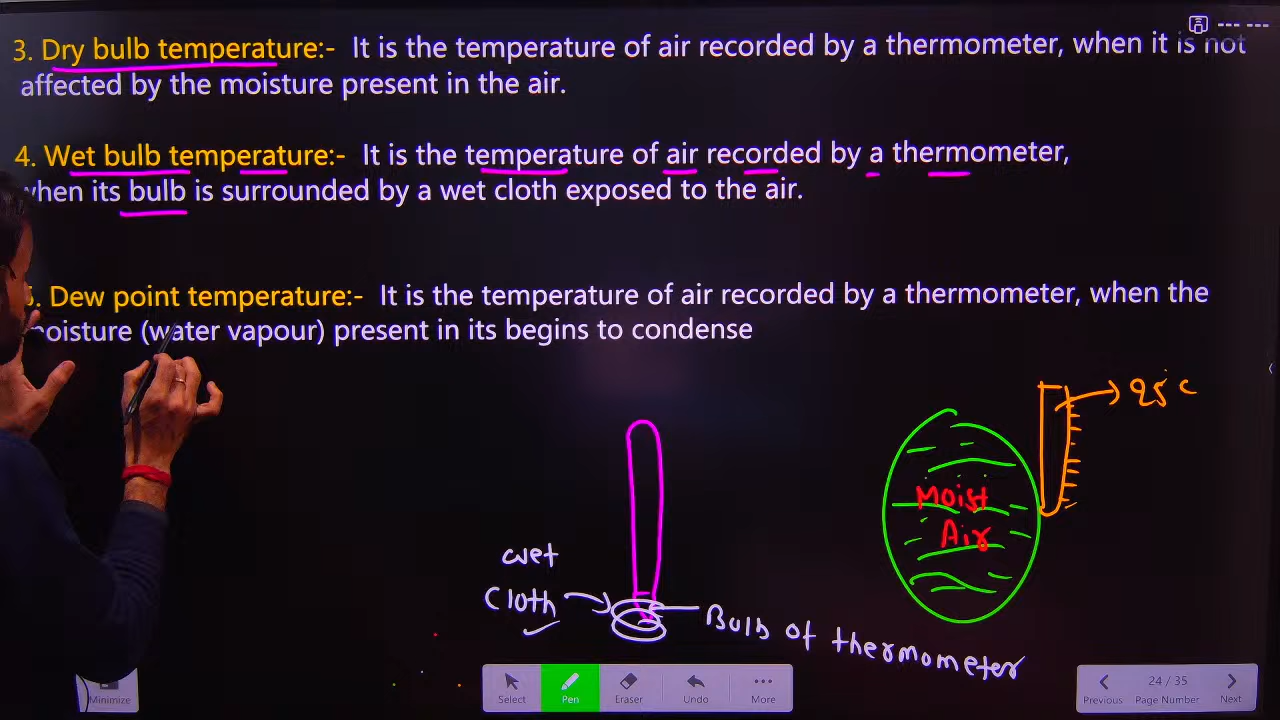 3. Dry bulb temperature:- It is the temperature of air recorded by a thermometer, when it is not
affected by the moisture present in the air.
4. Wet bulb temperature:- It is the temperature of air recorded by a thermometer,
when its bulb is surrounded by a wet cloth exposed to the air.
5. Dew point temperature:- It is the temperature of air recorded by a thermometer, when the
moisture (water vapour) present in its begins to condense
25°C
Moist
Air
wet
Cloth
Bulb of thermometer
Minimize
Select
Pen
Eraser
Undo
More
Previous
24 / 35
Page Number
Next